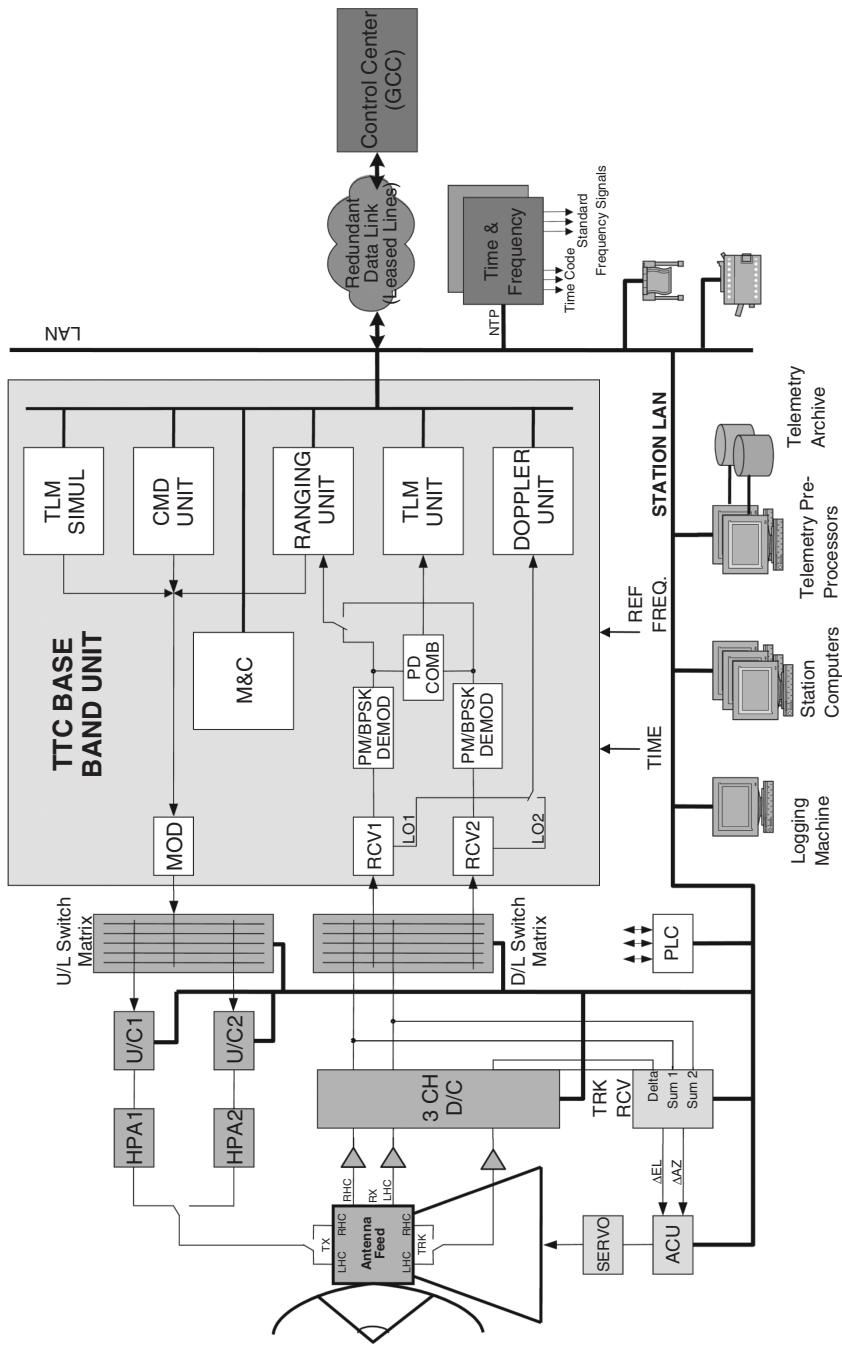 LAN
Control Center
(GCC)
Redundant
Data Link
(Leased Lines)
Time &
Frequency
NTP
Time Code
Standard
Frequency Signals
TTC BASE
BAND UNIT
TLM
SIMUL
CMD
UNIT
RANGING
UNIT
TLM
UNIT
DOPPLER
UNIT
M&C
MOD
PM/BPSK
DEMOD
PD
COMB
PM/BPSK
DEMOD
RCV1
RCV2
LO1
LO2
TIME
REF
FREQ.
STATION LAN
Telemetry
Archive
Telemetry Pre-
Processors
Station
Computers
Logging
Machine
U/L Switch
Matrix
D/L Switch
Matrix
PLC
U/C1
U/C2
HPA1
HPA2
3 CH
D/C
TRK
RCV
Delta
Sum 1
Sum 2
ΔEL
ΔAZ
ACU
SERVO
RHC
RX
LHC
TX
LHC
RHC
Antenna
Feed
LHC
RHC
TRK